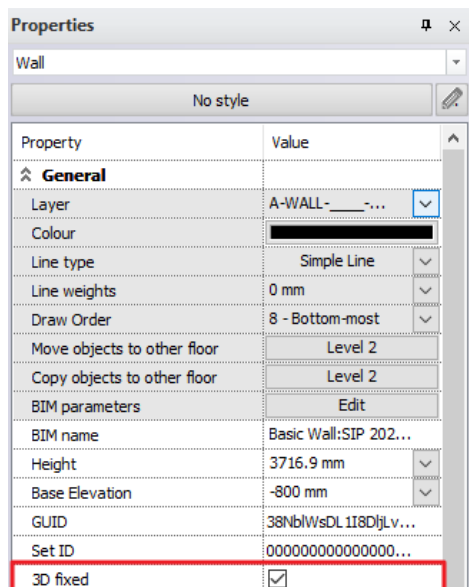 Properties
Wall
No style
Property Value
General
Layer A-WALL-____-...
Colour
Line type Simple Line
Line weights 0 mm
Draw Order 8 - Bottom-most
Move objects to other floor Level 2
Copy objects to other floor Level 2
BIM parameters Edit
BIM name Basic Wall:SIP 202...
Height 3716.9 mm
Base Elevation -800 mm
GUID 38NblWsDL1I8DljLv...
Set ID 000000000000000...
3D fixed